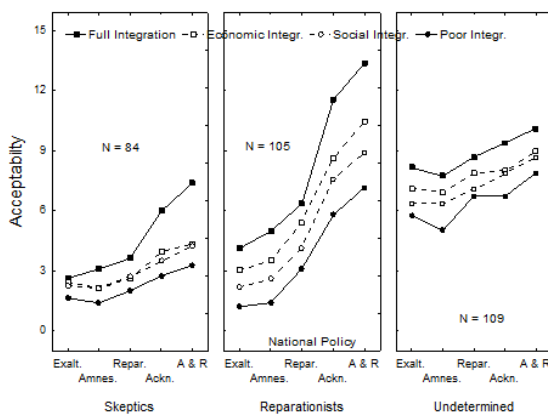 15
Full Integration Economic Integr. Social Integr. Poor Integr.
12
N = 84
N = 105
9
Acceptabilty
6
3
N = 109
0
National Policy
Exalt. Repar. A & R Exalt. Repar. A & R Exalt. Repar. A & R
Amnes. Ackn. Amnes. Ackn. Amnes. Ackn.
Skeptics Reparationists Undetermined